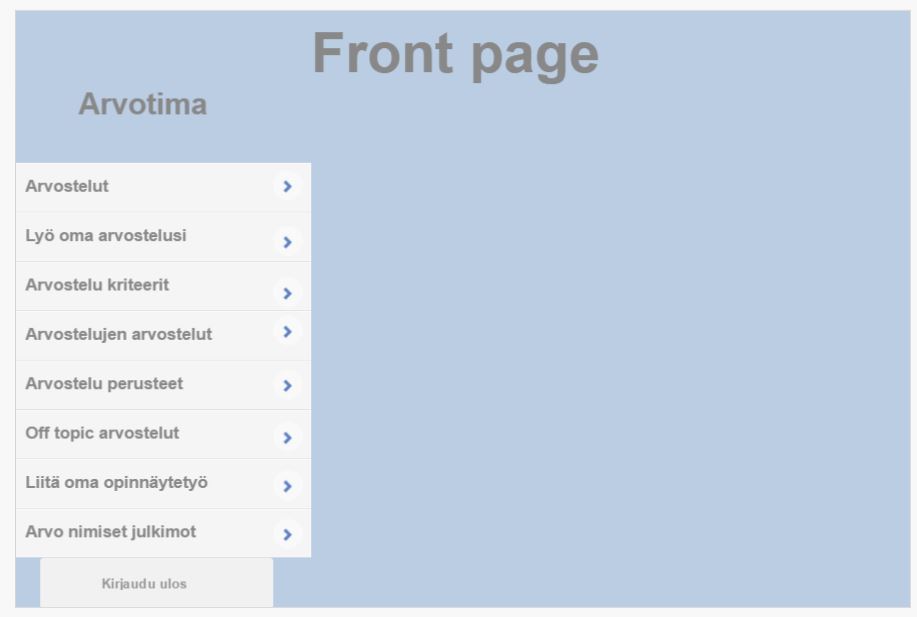 Front page
Arvotima
Arvostelut
Lyö oma arvostelusi
Arvostelu kriteerit
Arvostelujen arvostelut
Arvostelu perusteet
Off topic arvostelut
Liitä oma opinnäytetyö
Arvo nimiset julkimot
Kirjaudu ulos